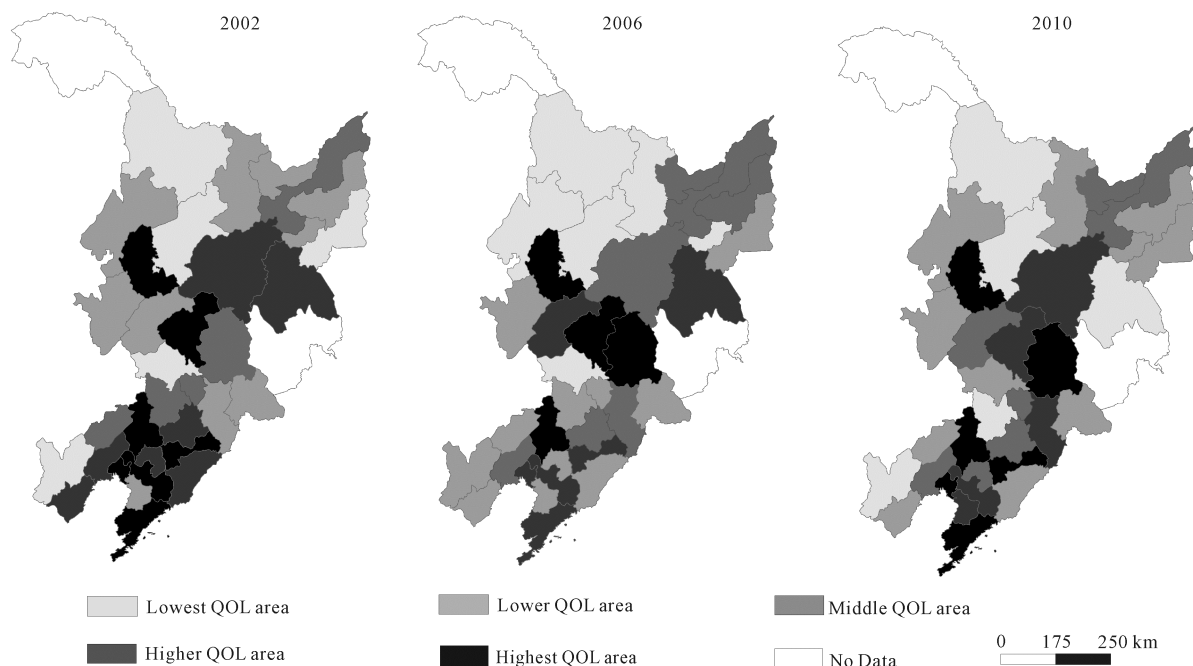 2002 2006 2010
Lowest QOL area Lower QOL area Middle QOL area
Higher QOL area Highest QOL area No Data
0 175 250 km